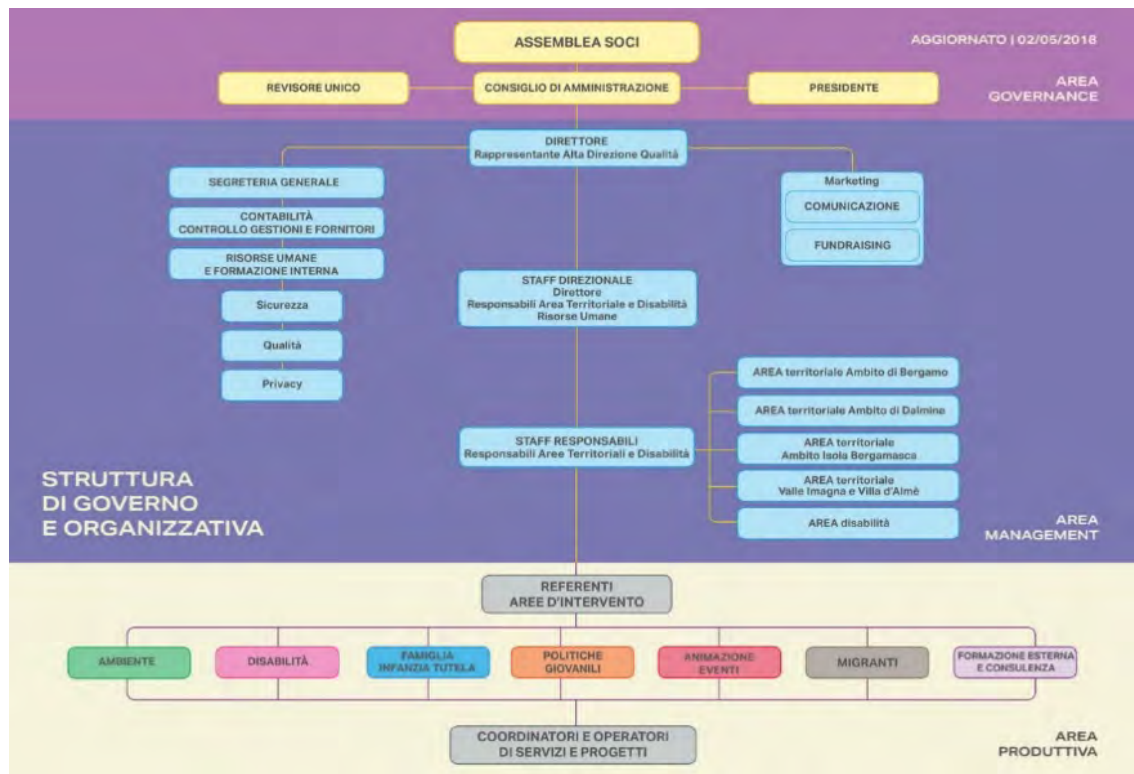 ASSEMBLEA SOCI
AGGIORNATO | 02/05/2018
REVISORE UNICO
CONSIGLIO DI AMMINISTRAZIONE
PRESIDENTE
AREA
GOVERNANCE
DIRETTORE
Rappresentante Alta Direzione Qualità
SEGRETERIA GENERALE
CONTABILITÀ
CONTROLLO GESTIONI E FORNITORI
RISORSE UMANE
E FORMAZIONE INTERNA
Sicurezza
Qualità
Privacy
Marketing
COMUNICAZIONE
FUNDRAISING
STAFF DIREZIONALE
Direttore
Responsabili Area Territoriale e Disabilità
Risorse Umane
STAFF RESPONSABILI
Responsabili Aree Territoriali e Disabilità
AREA territoriale Ambito di Bergamo
AREA territoriale Ambito di Dalmine
AREA territoriale
Ambito Isola Bergamasca
AREA territoriale
Valle Imagna e Villa d'Almè
AREA disabilità
STRUTTURA
DI GOVERNO
E ORGANIZZATIVA
AREA
MANAGEMENT
REFERENTI
AREE D'INTERVENTO
AMBIENTE
DISABILITÀ
FAMIGLIA
INFANZIA TUTELA
POLITICHE
GIOVANILI
ANIMAZIONE
EVENTI
MIGRANTI
FORMAZIONE ESTERNA
E CONSULENZA
COORDINATORI E OPERATORI
DI SERVIZI E PROGETTI
AREA
PRODUTTIVA